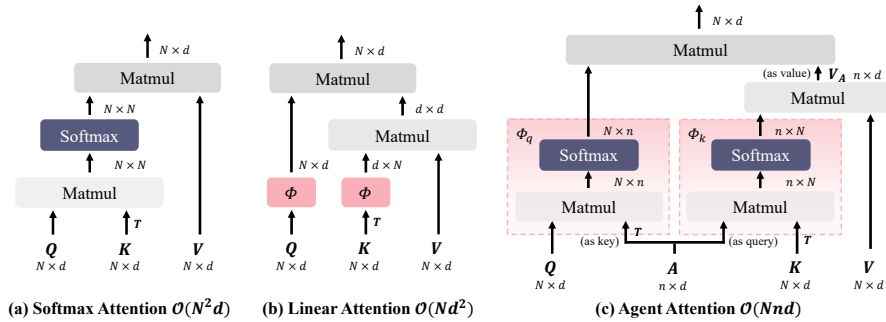 N × d
Matmul
N × N
Softmax
N × N
Matmul
T
Q K V
N × d N × d N × d
(a) Softmax Attention 𝒪(N²d)
N × d
Matmul
d × d
Matmul
N × d d × N
Φ Φ
T
Q K V
N × d N × d N × d
(b) Linear Attention 𝒪(Nd²)
N × d
Matmul
(as value) V_A n × d
Matmul
Φ_q N × n Φ_k n × N
Softmax Softmax
N × n n × N
Matmul Matmul
(as key) T (as query) T
Q A K V
N × d n × d N × d N × d
(c) Agent Attention 𝒪(Nnd)